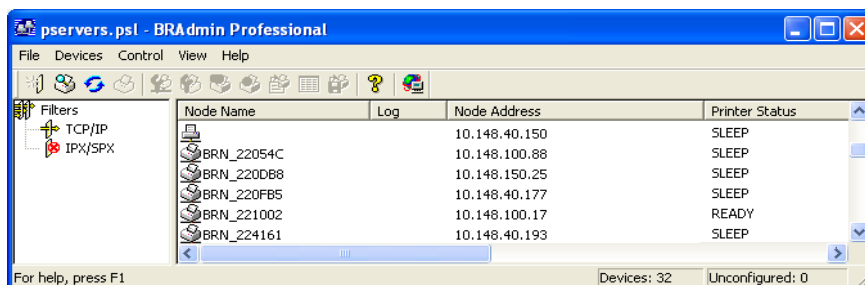 pservers.psl - BRAdmin Professional
File Devices Control View Help
Filters
TCP/IP
IPX/SPX
Node Name Log Node Address Printer Status
10.148.40.150 SLEEP
BRN_22054C 10.148.100.88 SLEEP
BRN_220DB8 10.148.150.25 SLEEP
BRN_220FB5 10.148.40.177 SLEEP
BRN_221002 10.148.100.17 READY
BRN_224161 10.148.40.193 SLEEP
For help, press F1 Devices: 32 Unconfigured: 0